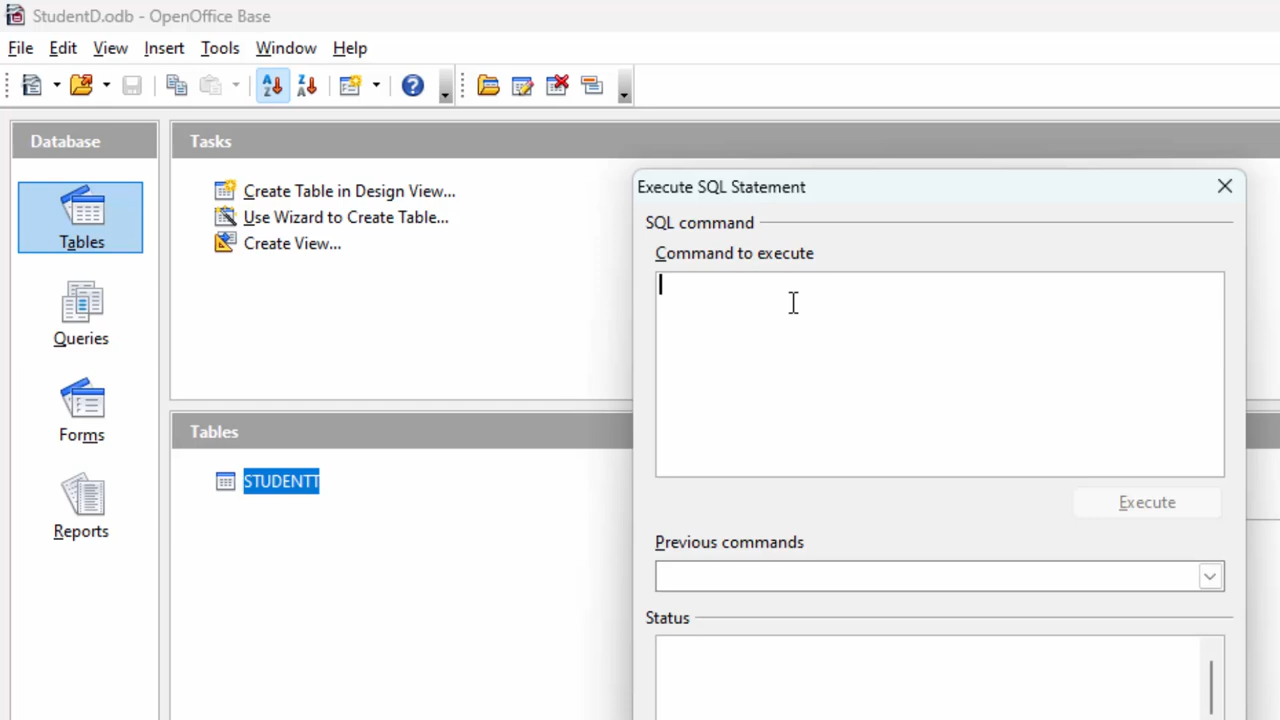 StudentD.odb - OpenOffice Base
File Edit View Insert Tools Window Help
Database
Tables
Queries
Forms
Reports
Tasks
Create Table in Design View...
Use Wizard to Create Table...
Create View...
Tables
STUDENTT
Execute SQL Statement
SQL command
Command to execute
Execute
Previous commands
Status